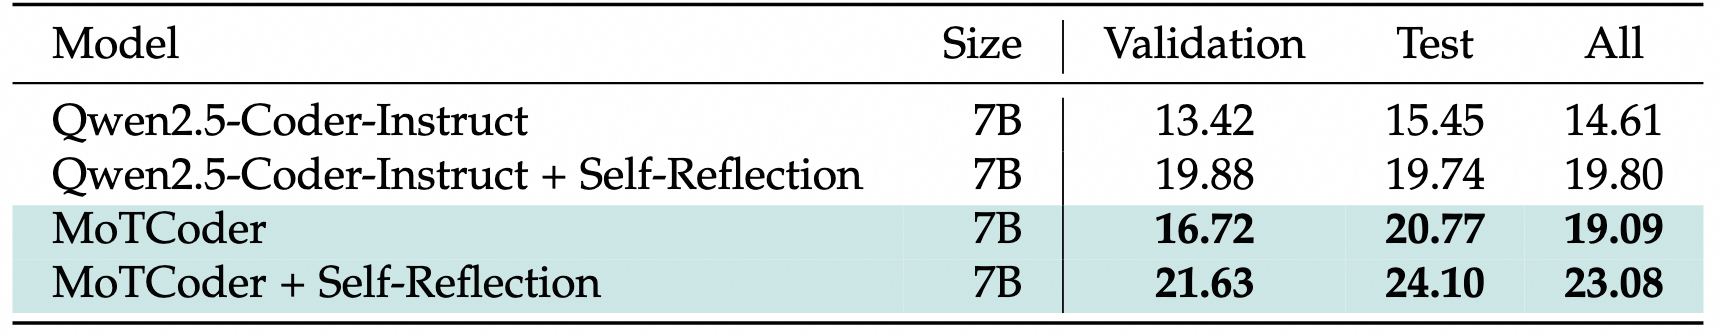 Model Size Validation Test All
Qwen2.5-Coder-Instruct 7B 13.42 15.45 14.61
Qwen2.5-Coder-Instruct + Self-Reflection 7B 19.88 19.74 19.80
MoTCoder 7B 16.72 20.77 19.09
MoTCoder + Self-Reflection 7B 21.63 24.10 23.08